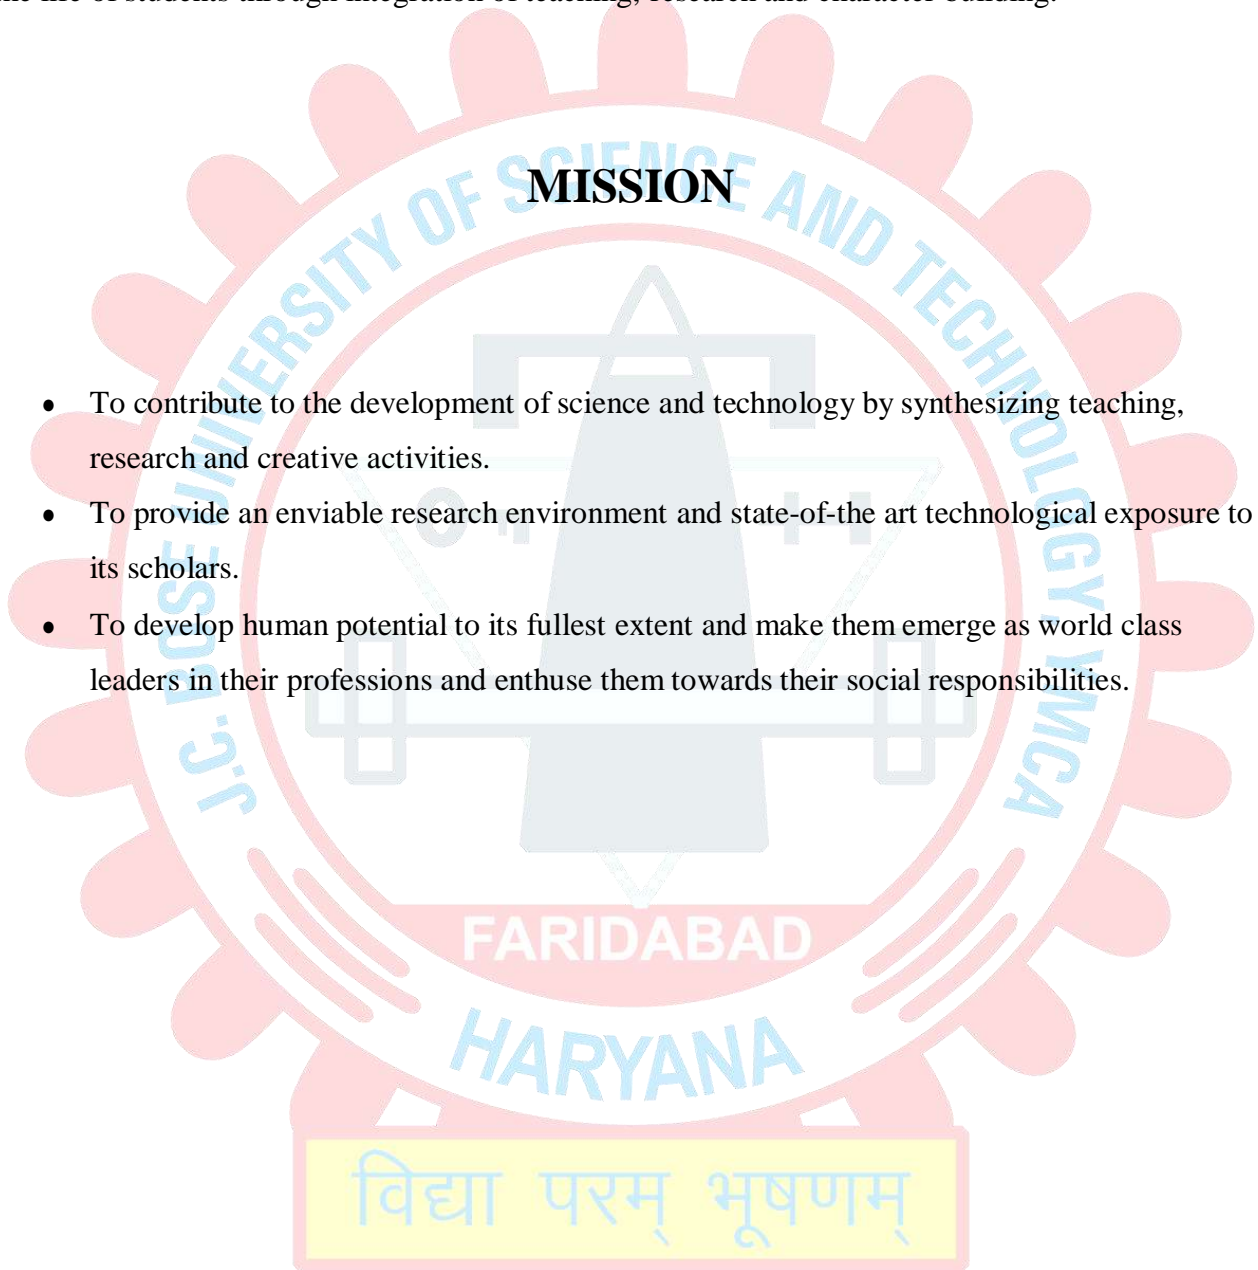 the life of students through integration of teaching, research and character building.
MISSION
• To contribute to the development of science and technology by synthesizing teaching,
research and creative activities.
• To provide an enviable research environment and state-of-the art technological exposure to
its scholars.
• To develop human potential to its fullest extent and make them emerge as world class
leaders in their professions and enthuse them towards their social responsibilities.
J.C. BOSE UNIVERSITY OF SCIENCE AND TECHNOLOGY, YMCA
FARIDABAD
HARYANA
विद्या परम् भूषणम्